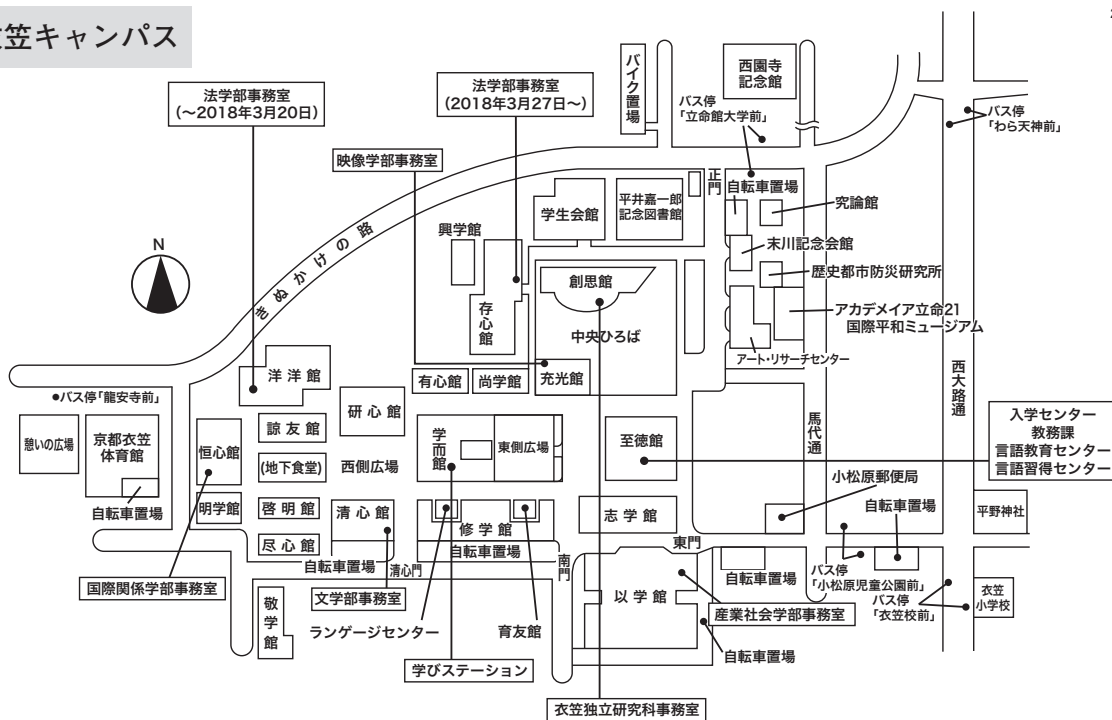 笠キャンパス
法学部事務室
(～2018年3月20日)
法学部事務室
(2018年3月27日～)
映像学部事務室
バイク置場
西園寺
記念館
バス停
「立命館大学前」
バス停
「わら天神前」
正門
自転車置場
究論館
末川記念会館
歴史都市防災研究所
アカデメイア立命21
国際平和ミュージアム
アート・リサーチセンター
学生会館
平井嘉一郎
記念図書館
興学館
存心館
創思館
中央ひろば
きぬかけの路
N
洋洋館
有心館
尚学館
充光館
研心館
●バス停「龍安寺前」
憩いの広場
京都衣笠
体育館
自転車置場
恒心館
諒友館
(地下食堂)
西側広場
学而館
東側広場
至徳館
馬代通
西大路通
入学センター
教務課
言語教育センター
言語習得センター
小松原郵便局
自転車置場
平野神社
明学館
啓明館
清心館
修学館
自転車置場
志学館
尽心館
自転車置場
清心門
南門
東門
国際関係学部事務室
文学部事務室
敬学館
ランゲージセンター
育友館
以学館
自転車置場
バス停
「小松原児童公園前」
バス停
「衣笠校前」
衣笠
小学校
産業社会学部事務室
自転車置場
学びステーション
衣笠独立研究科事務室